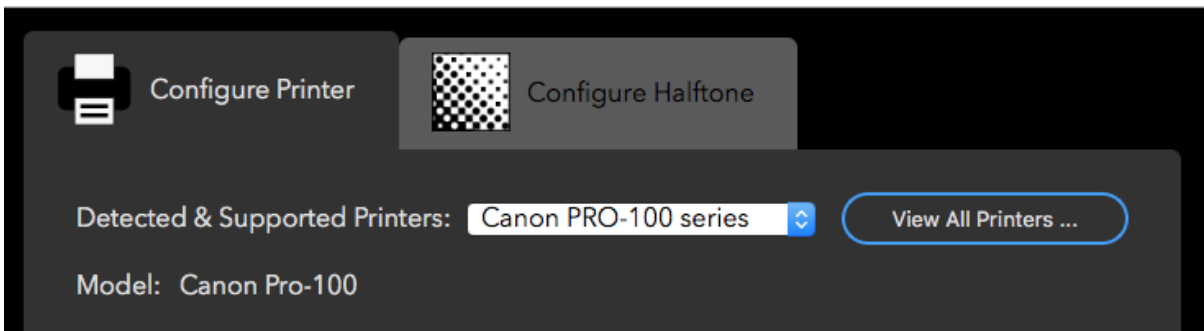 Configure Printer
Configure Halftone
Detected & Supported Printers: Canon PRO-100 series View All Printers ...
Model: Canon Pro-100